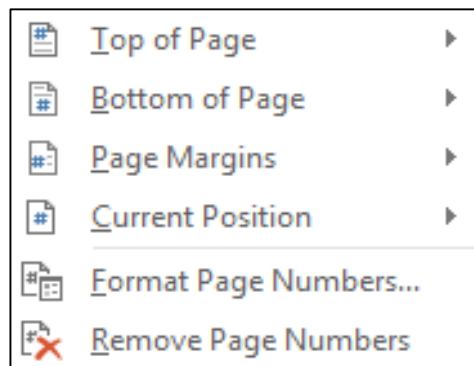 Top of Page
Bottom of Page
Page Margins
Current Position
Format Page Numbers...
Remove Page Numbers